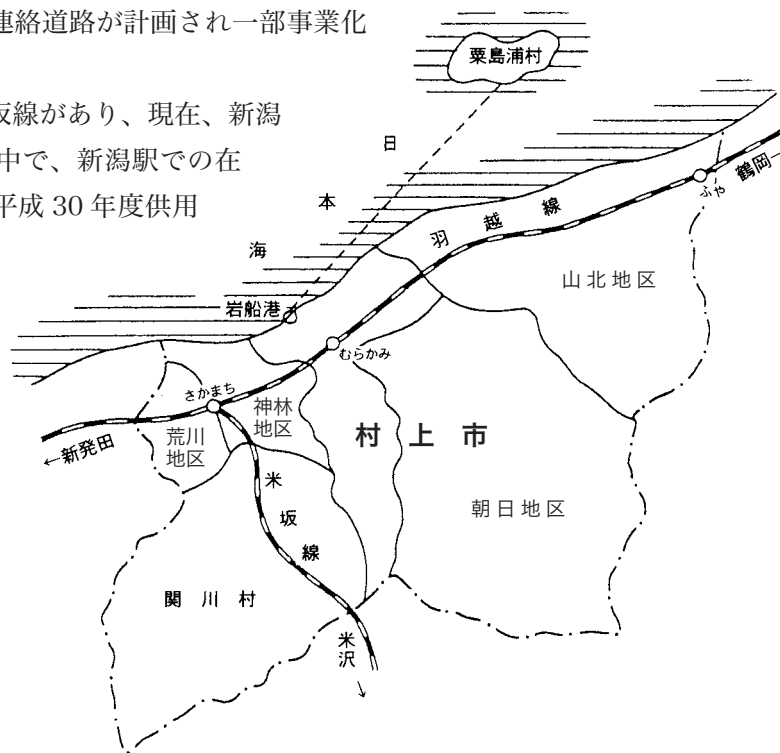 連絡道路が計画され一部事業化
坂線があり、現在、新潟
中で、新潟駅での在
平成 30 年度供用
粟島浦村
日本海
羽越線
鶴岡→
ふや
山北地区
岩船港
むらかみ
さかまち
神林
地区
荒川
地区
←新発田
村上市
米坂線
朝日地区
関川村
米沢
↓